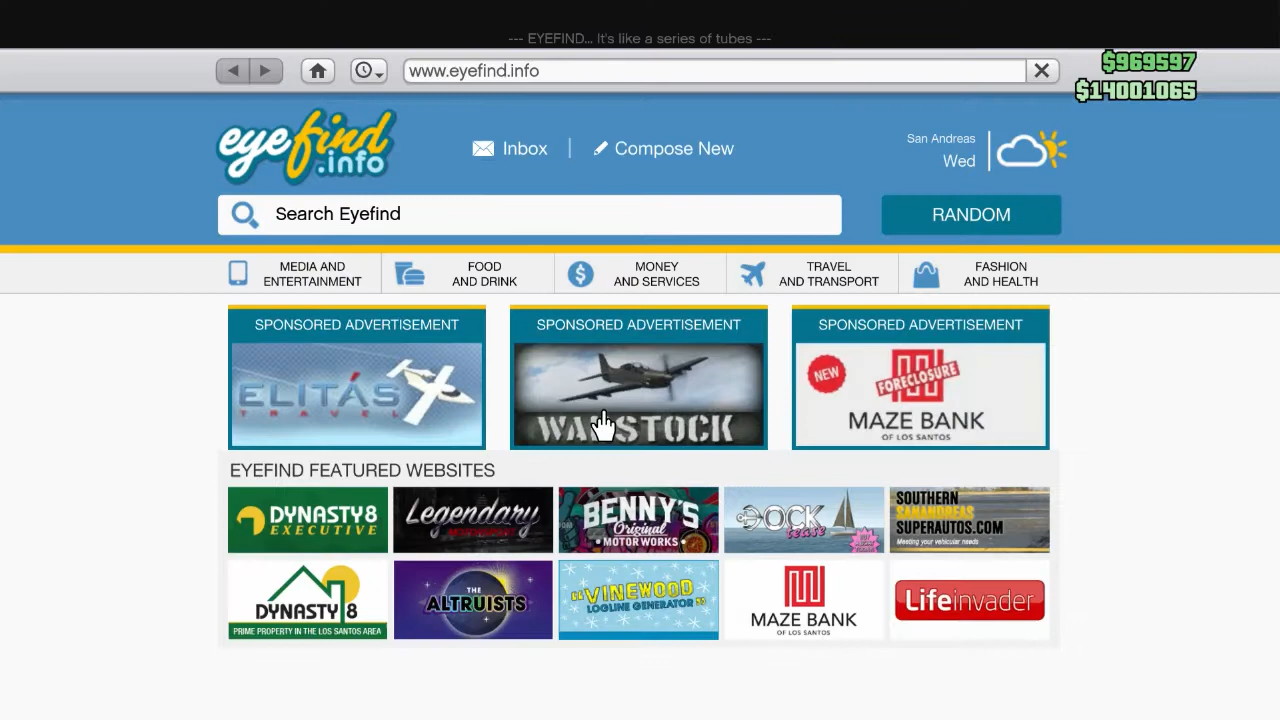 --- EYEFIND... It's like a series of tubes ---
www.eyefind.info
$969597
$14001065
eyefind.info
Inbox
Compose New
San Andreas
Wed
Search Eyefind
RANDOM
MEDIA AND ENTERTAINMENT
FOOD AND DRINK
MONEY AND SERVICES
TRAVEL AND TRANSPORT
FASHION AND HEALTH
SPONSORED ADVERTISEMENT
SPONSORED ADVERTISEMENT
SPONSORED ADVERTISEMENT
ELITÁS
TRAVEL
WARSTOCK
NEW
FORECLOSURE
MAZE BANK
OF LOS SANTOS
EYEFIND FEATURED WEBSITES
DYNASTY8
EXECUTIVE
Legendary
BENNY'S
Original
MOTORWORKS
DOCK
tease
SOUTHERN
SANANDREAS
SUPERAUTOS.COM
Meeting your vehicular needs
DYNASTY 8
PRIME PROPERTY IN THE LOS SANTOS AREA
THE
ALTRUISTS
VINEWOOD
LOGLINE GENERATOR
MAZE BANK
OF LOS SANTOS
Lifeinvader